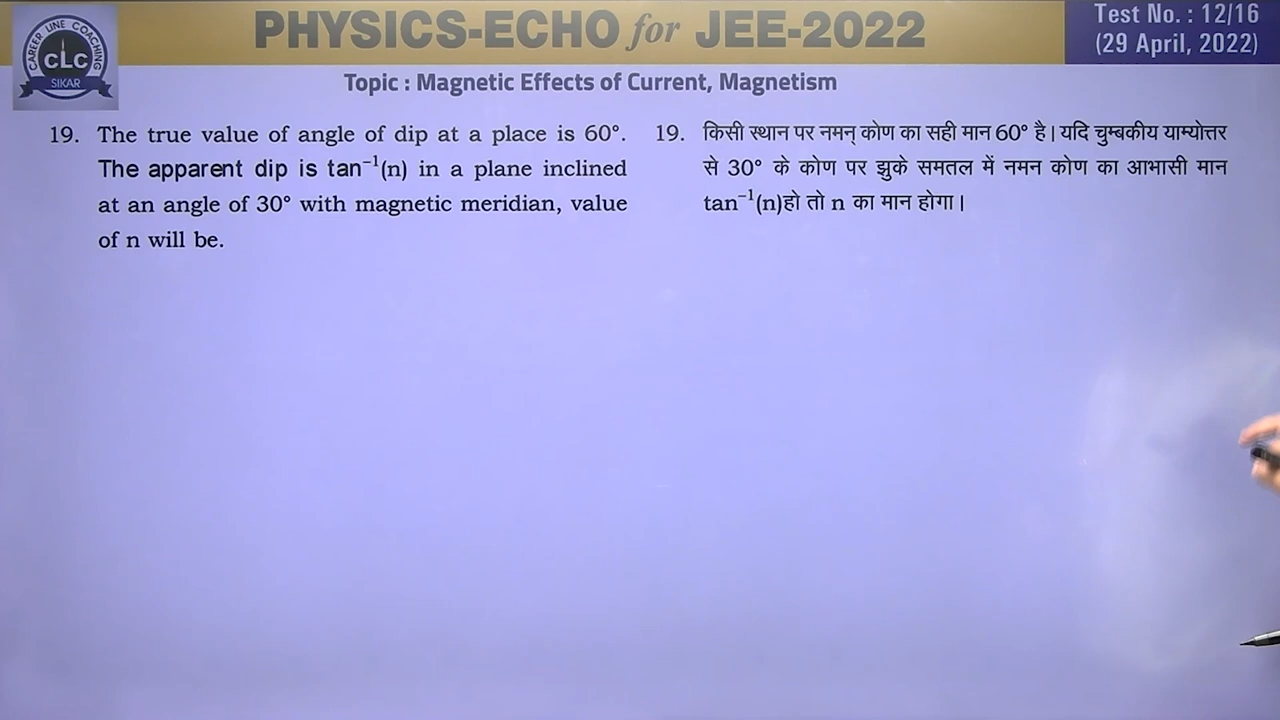 CAREER LINE COACHING
CLC
SIKAR
PHYSICS-ECHO for JEE-2022
Test No. : 12/16
(29 April, 2022)
Topic : Magnetic Effects of Current, Magnetism
19. The true value of angle of dip at a place is 60°.
The apparent dip is tan⁻¹(n) in a plane inclined
at an angle of 30° with magnetic meridian, value
of n will be.
19. किसी स्थान पर नमन् कोण का सही मान 60° है। यदि चुम्बकीय याम्योत्तर
से 30° के कोण पर झुके समतल में नमन कोण का आभासी मान
tan⁻¹(n)हो तो n का मान होगा।